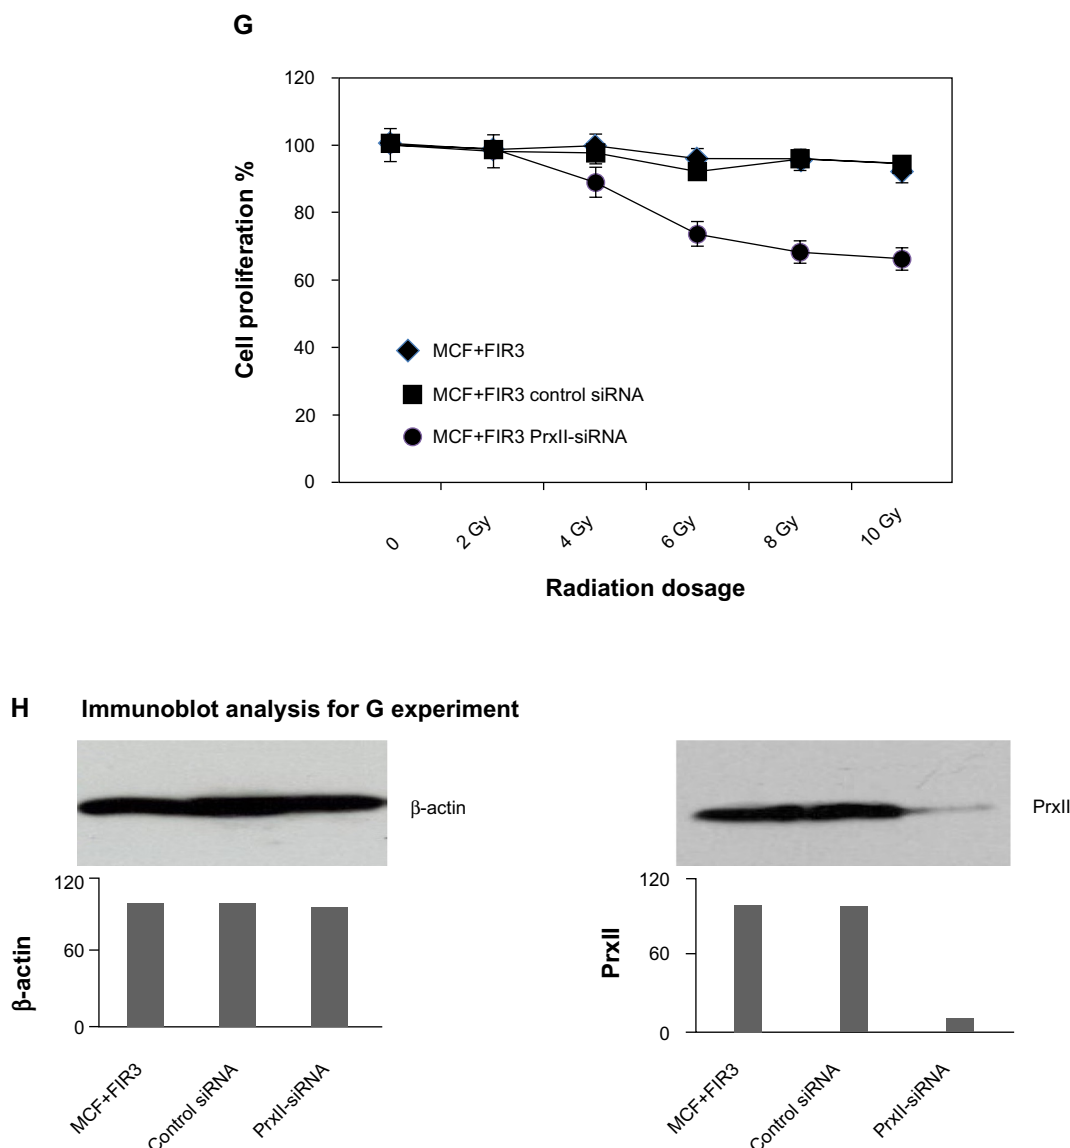 G
120
100
80
60
40
20
0
Cell proliferation %
MCF+FIR3
MCF+FIR3 control siRNA
MCF+FIR3 PrxII-siRNA
0
2 Gy
4 Gy
6 Gy
8 Gy
10 Gy
Radiation dosage
H Immunoblot analysis for G experiment
β-actin
PrxII
120
60
0
β-actin
MCF+FIR3
Control siRNA
PrxII-siRNA
120
60
0
PrxII
MCF+FIR3
Control siRNA
PrxII-siRNA